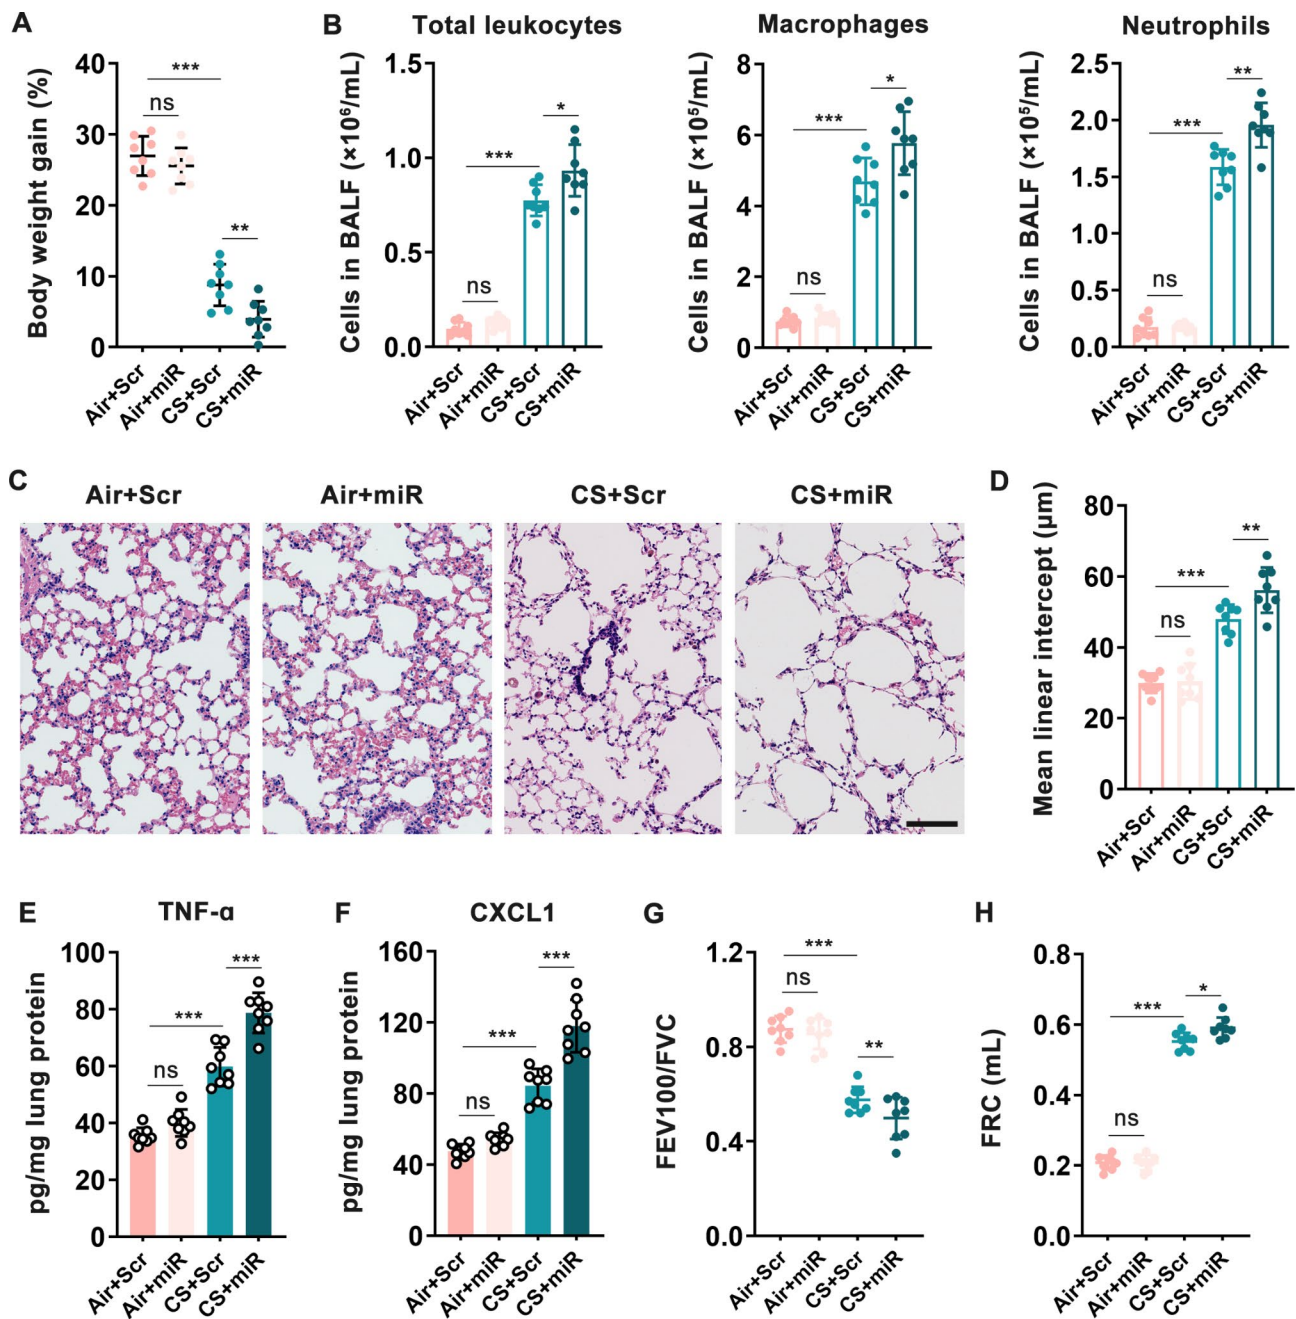 A
Body weight gain (%)
40
30
20
10
0
***
ns
**
Air+Scr
Air+miR
CS+Scr
CS+miR
B
Total leukocytes
Cells in BALF (×10⁶/mL)
1.5
1.0
0.5
0.0
*
***
ns
Air+Scr
Air+miR
CS+Scr
CS+miR
Macrophages
Cells in BALF (×10⁵/mL)
8
6
4
2
0
*
***
ns
Air+Scr
Air+miR
CS+Scr
CS+miR
Neutrophils
Cells in BALF (×10⁵/mL)
2.5
2.0
1.5
1.0
0.5
0.0
**
***
ns
Air+Scr
Air+miR
CS+Scr
CS+miR
C
Air+Scr
Air+miR
CS+Scr
CS+miR
D
Mean linear intercept (μm)
80
60
40
20
0
**
***
ns
Air+Scr
Air+miR
CS+Scr
CS+miR
E
TNF-α
pg/mg lung protein
100
80
60
40
20
0
***
***
ns
Air+Scr
Air+miR
CS+Scr
CS+miR
F
CXCL1
pg/mg lung protein
160
120
80
40
0
***
***
ns
Air+Scr
Air+miR
CS+Scr
CS+miR
G
FEV100/FVC
1.2
0.8
0.4
0.0
***
ns
**
Air+Scr
Air+miR
CS+Scr
CS+miR
H
FRC (mL)
0.8
0.6
0.4
0.2
0.0
*
***
ns
Air+Scr
Air+miR
CS+Scr
CS+miR